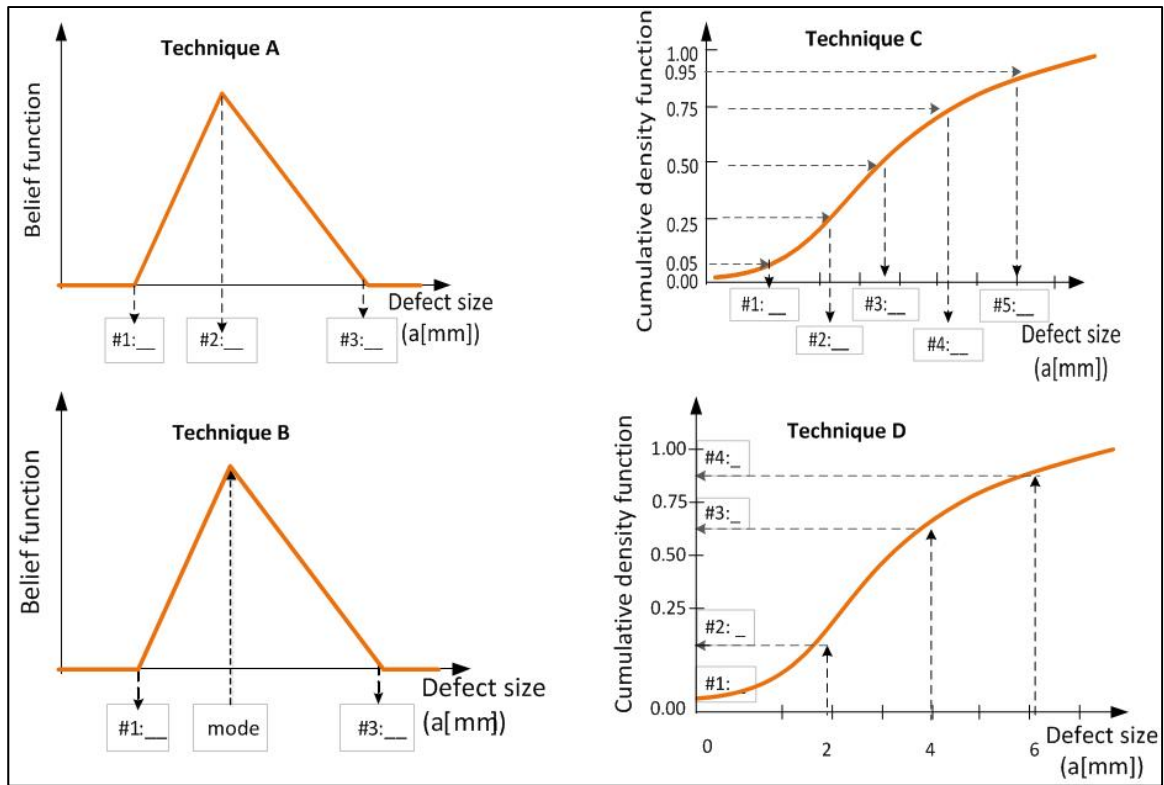 Technique A
Belief function
Defect size
(a[mm])
#1:__
#2:__
#3:__
Technique C
Cumulative density function
1.00
0.95
0.75
0.50
0.25
0.05
0.00
#1: __
#3: __
#5: __
#2:__
#4:__
Defect size
(a[mm])
Technique B
Belief function
Defect size
(a[mm])
#1:__
mode
#3:__
Technique D
Cumulative density function
1.00
#4:_
0.75
#3:_
0.50
0.25
#2: _
#1: _
0.00
0
2
4
6
Defect size
(a[mm])